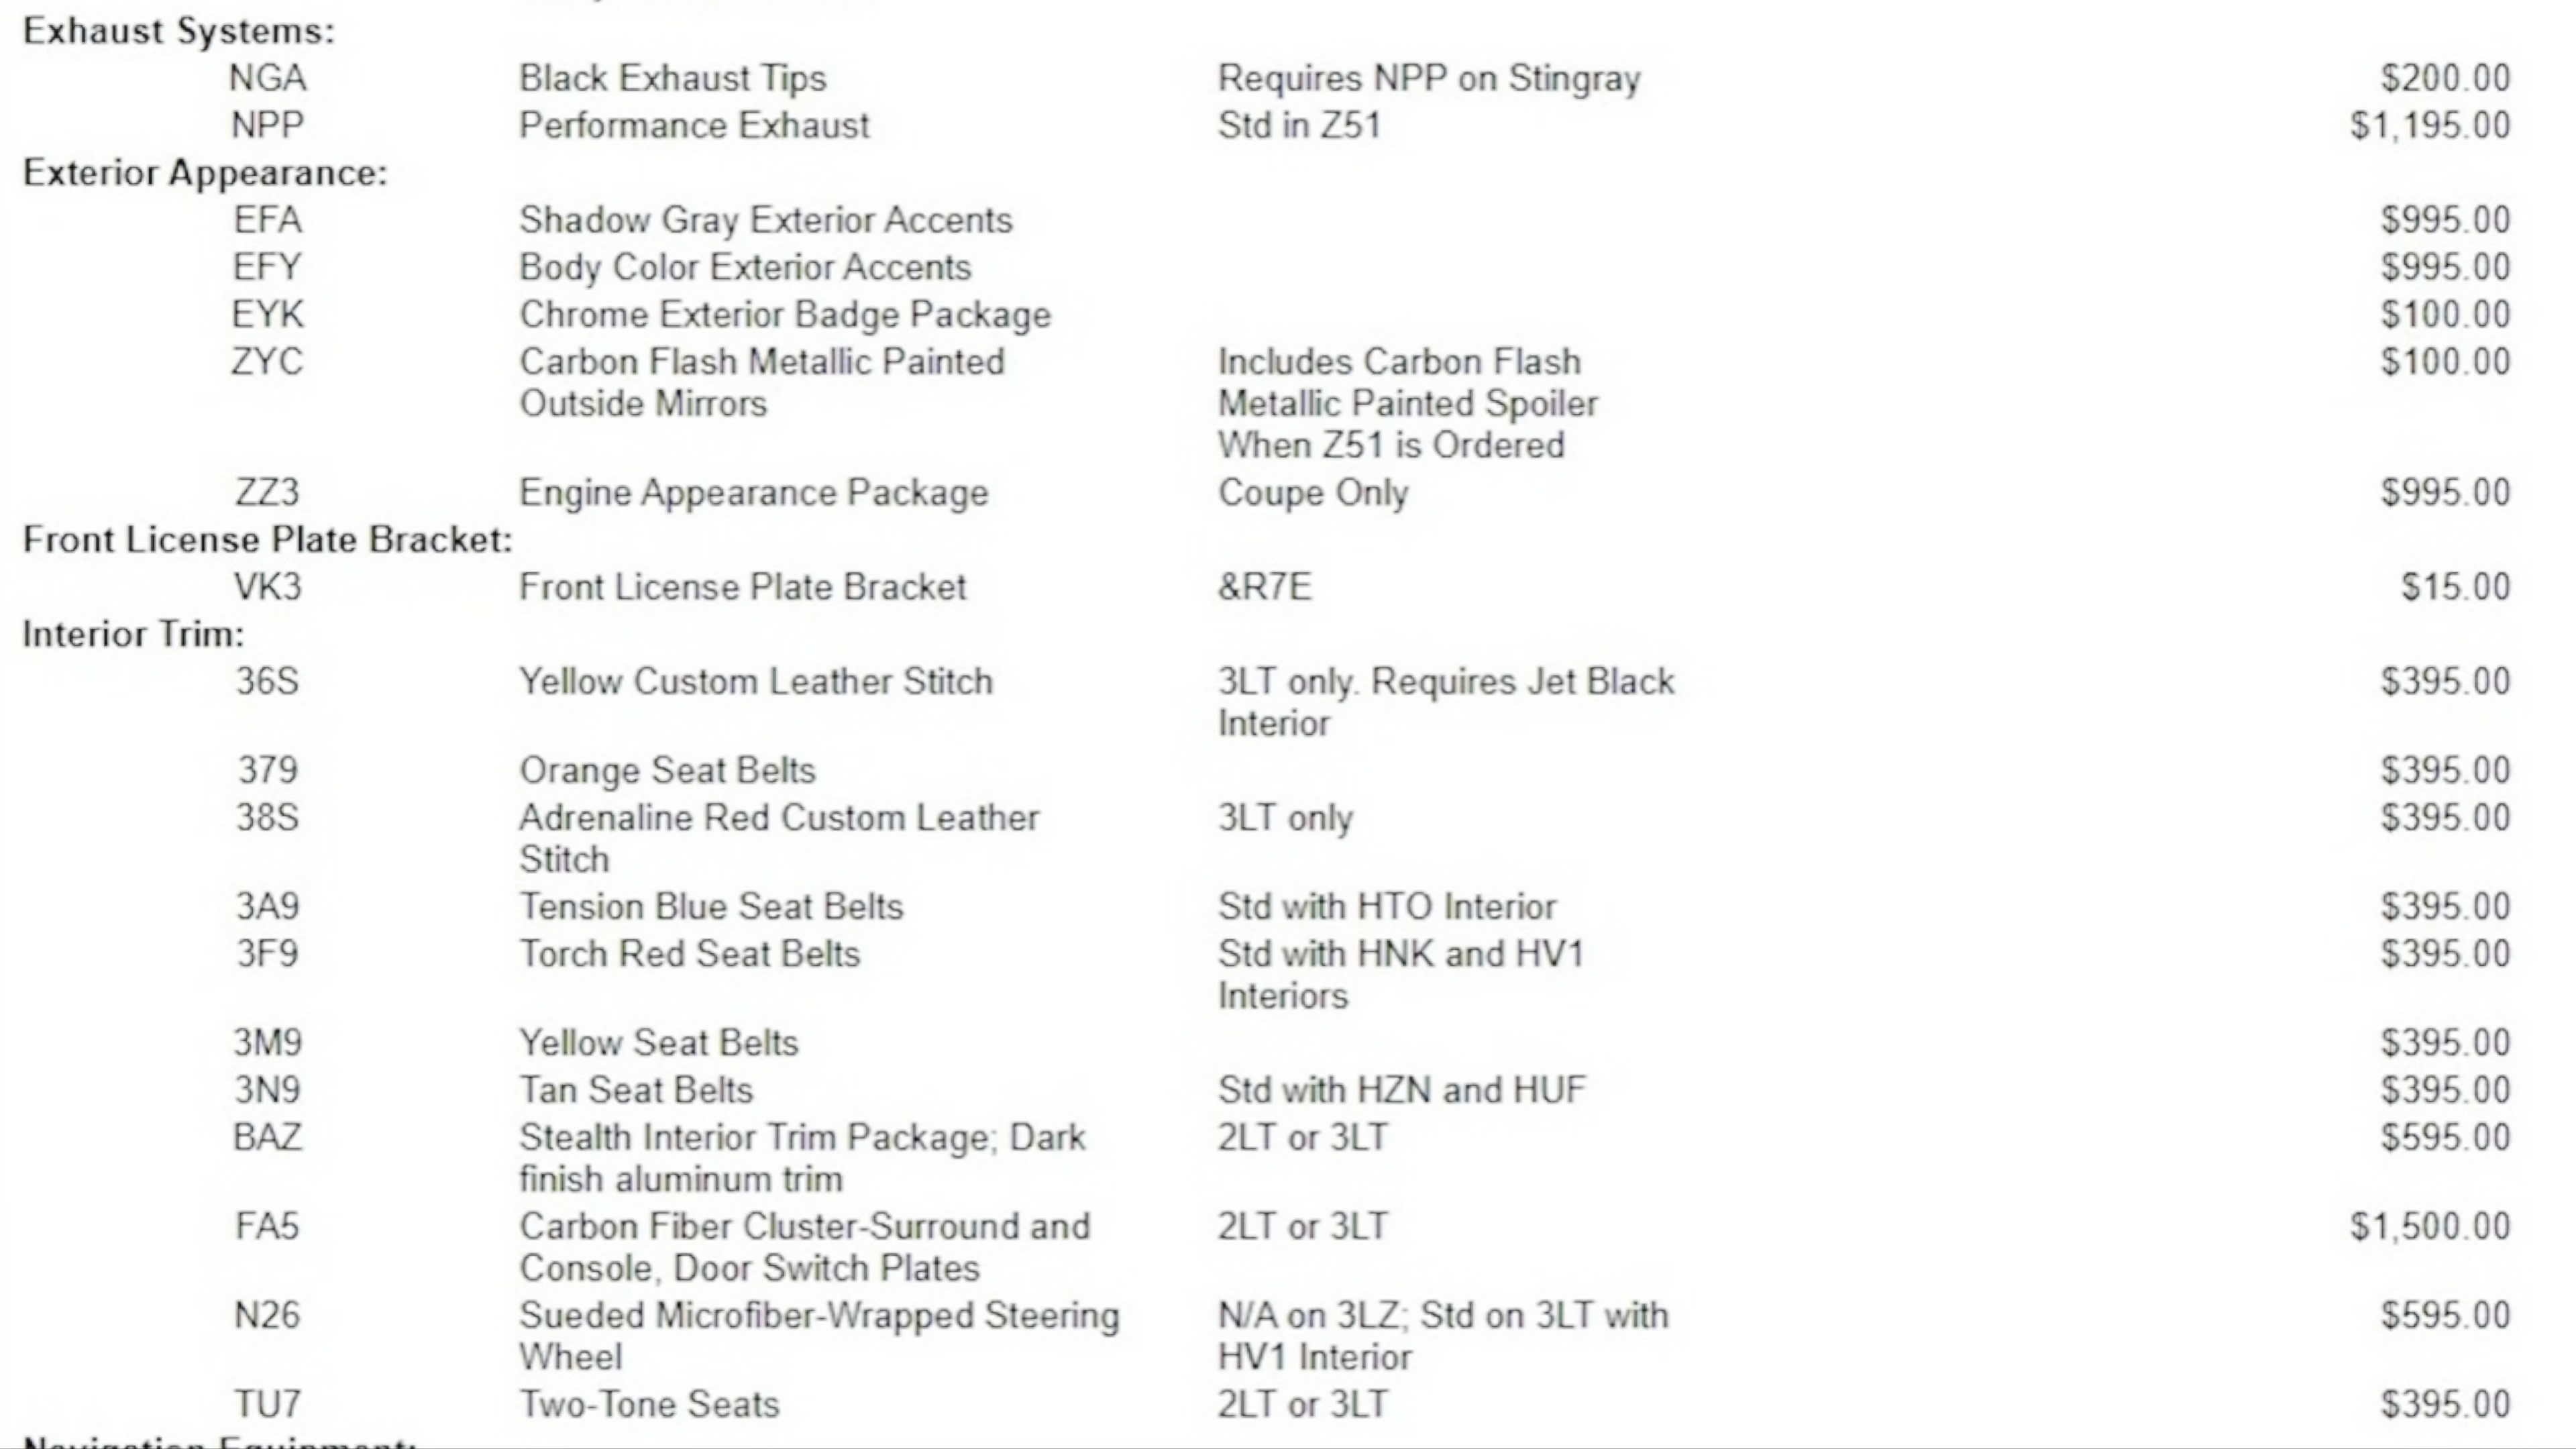 Exhaust Systems:
NGA Black Exhaust Tips Requires NPP on Stingray $200.00
NPP Performance Exhaust Std in Z51 $1,195.00
Exterior Appearance:
EFA Shadow Gray Exterior Accents $995.00
EFY Body Color Exterior Accents $995.00
EYK Chrome Exterior Badge Package $100.00
ZYC Carbon Flash Metallic Painted Includes Carbon Flash $100.00
Outside Mirrors Metallic Painted Spoiler
When Z51 is Ordered
ZZ3 Engine Appearance Package Coupe Only $995.00
Front License Plate Bracket:
VK3 Front License Plate Bracket &R7E $15.00
Interior Trim:
36S Yellow Custom Leather Stitch 3LT only. Requires Jet Black $395.00
Interior
379 Orange Seat Belts $395.00
38S Adrenaline Red Custom Leather 3LT only $395.00
Stitch
3A9 Tension Blue Seat Belts Std with HTO Interior $395.00
3F9 Torch Red Seat Belts Std with HNK and HV1 $395.00
Interiors
3M9 Yellow Seat Belts $395.00
3N9 Tan Seat Belts Std with HZN and HUF $395.00
BAZ Stealth Interior Trim Package; Dark 2LT or 3LT $595.00
finish aluminum trim
FA5 Carbon Fiber Cluster-Surround and 2LT or 3LT $1,500.00
Console, Door Switch Plates
N26 Sueded Microfiber-Wrapped Steering N/A on 3LZ; Std on 3LT with $595.00
Wheel HV1 Interior
TU7 Two-Tone Seats 2LT or 3LT $395.00
Navigation Equipment: